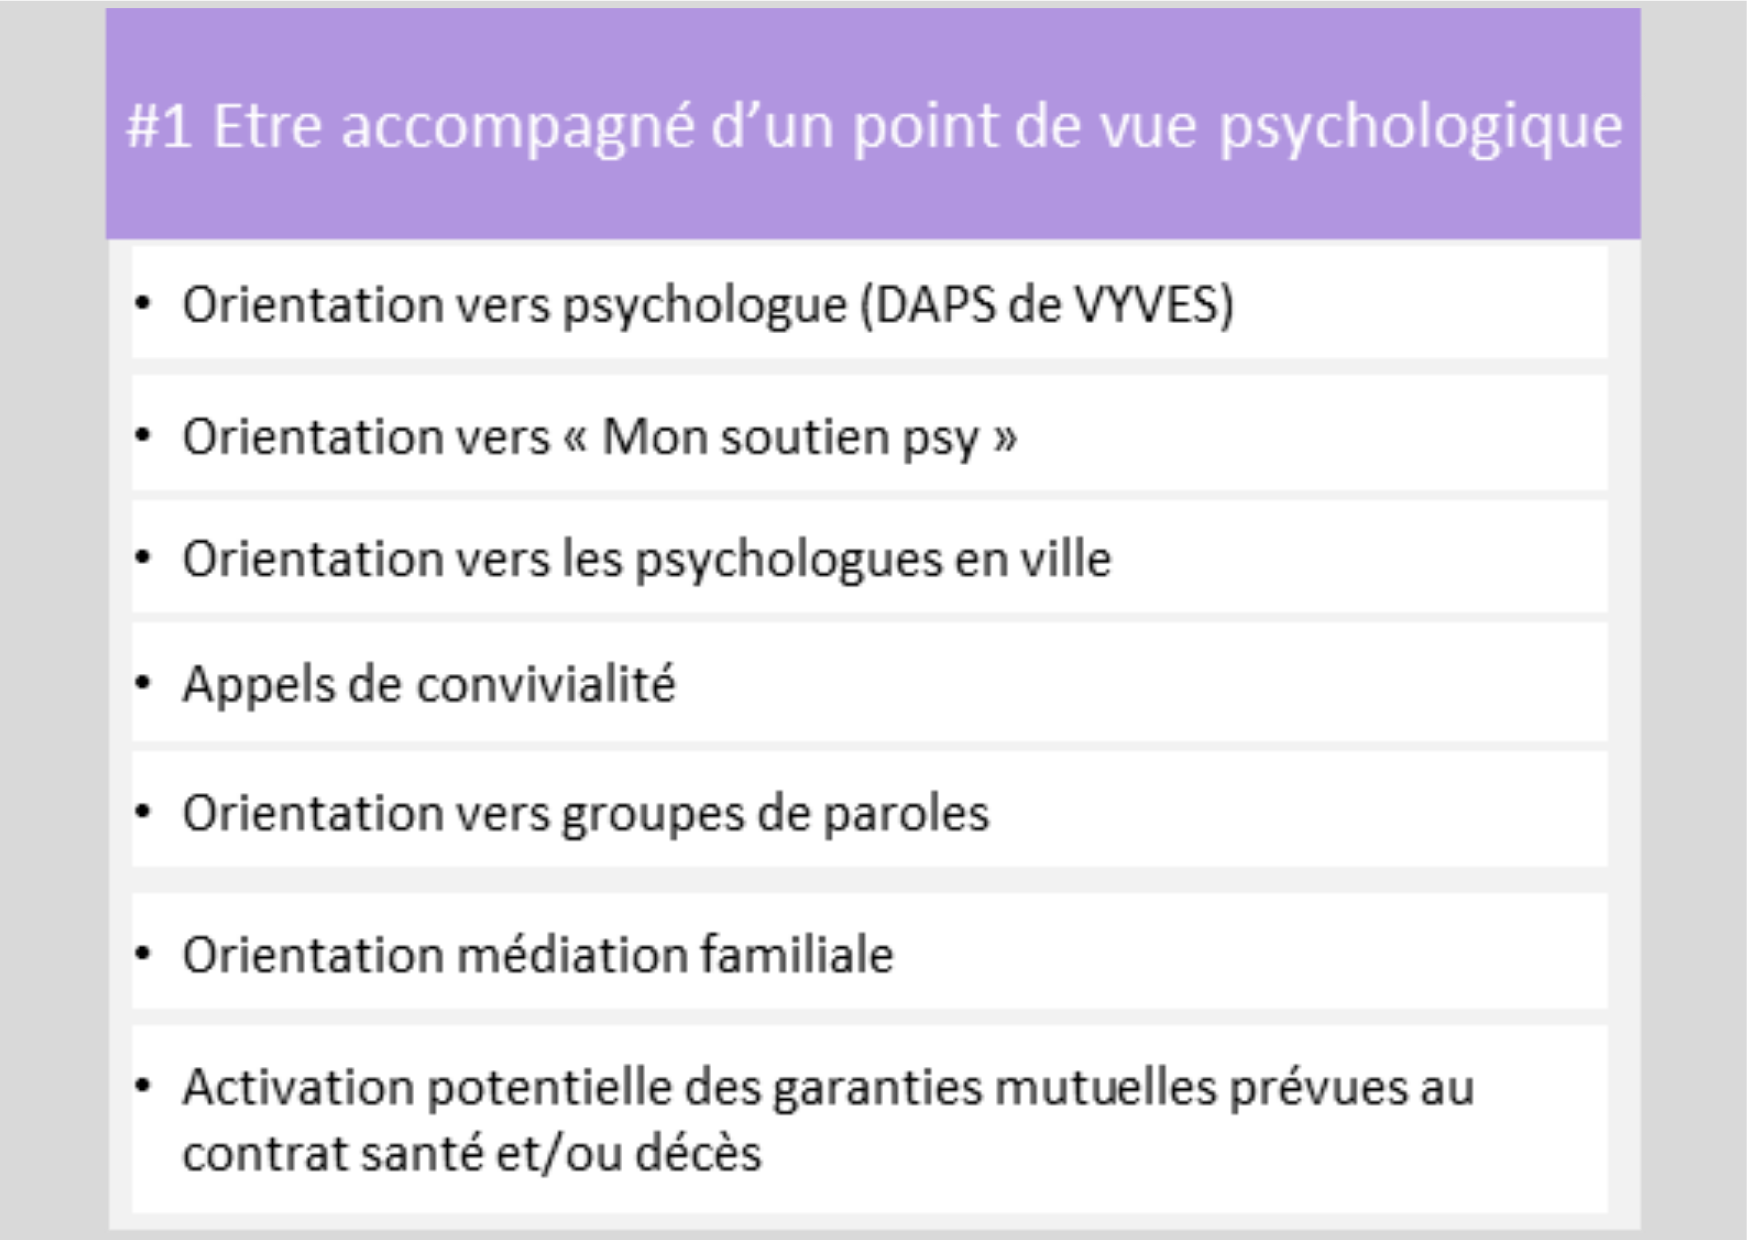 #1 Etre accompagné d’un point de vue psychologique
• Orientation vers psychologue (DAPS de VYVES)
• Orientation vers « Mon soutien psy »
• Orientation vers les psychologues en ville
• Appels de convivialité
• Orientation vers groupes de paroles
• Orientation médiation familiale
• Activation potentielle des garanties mutuelles prévues au
contrat santé et/ou décès